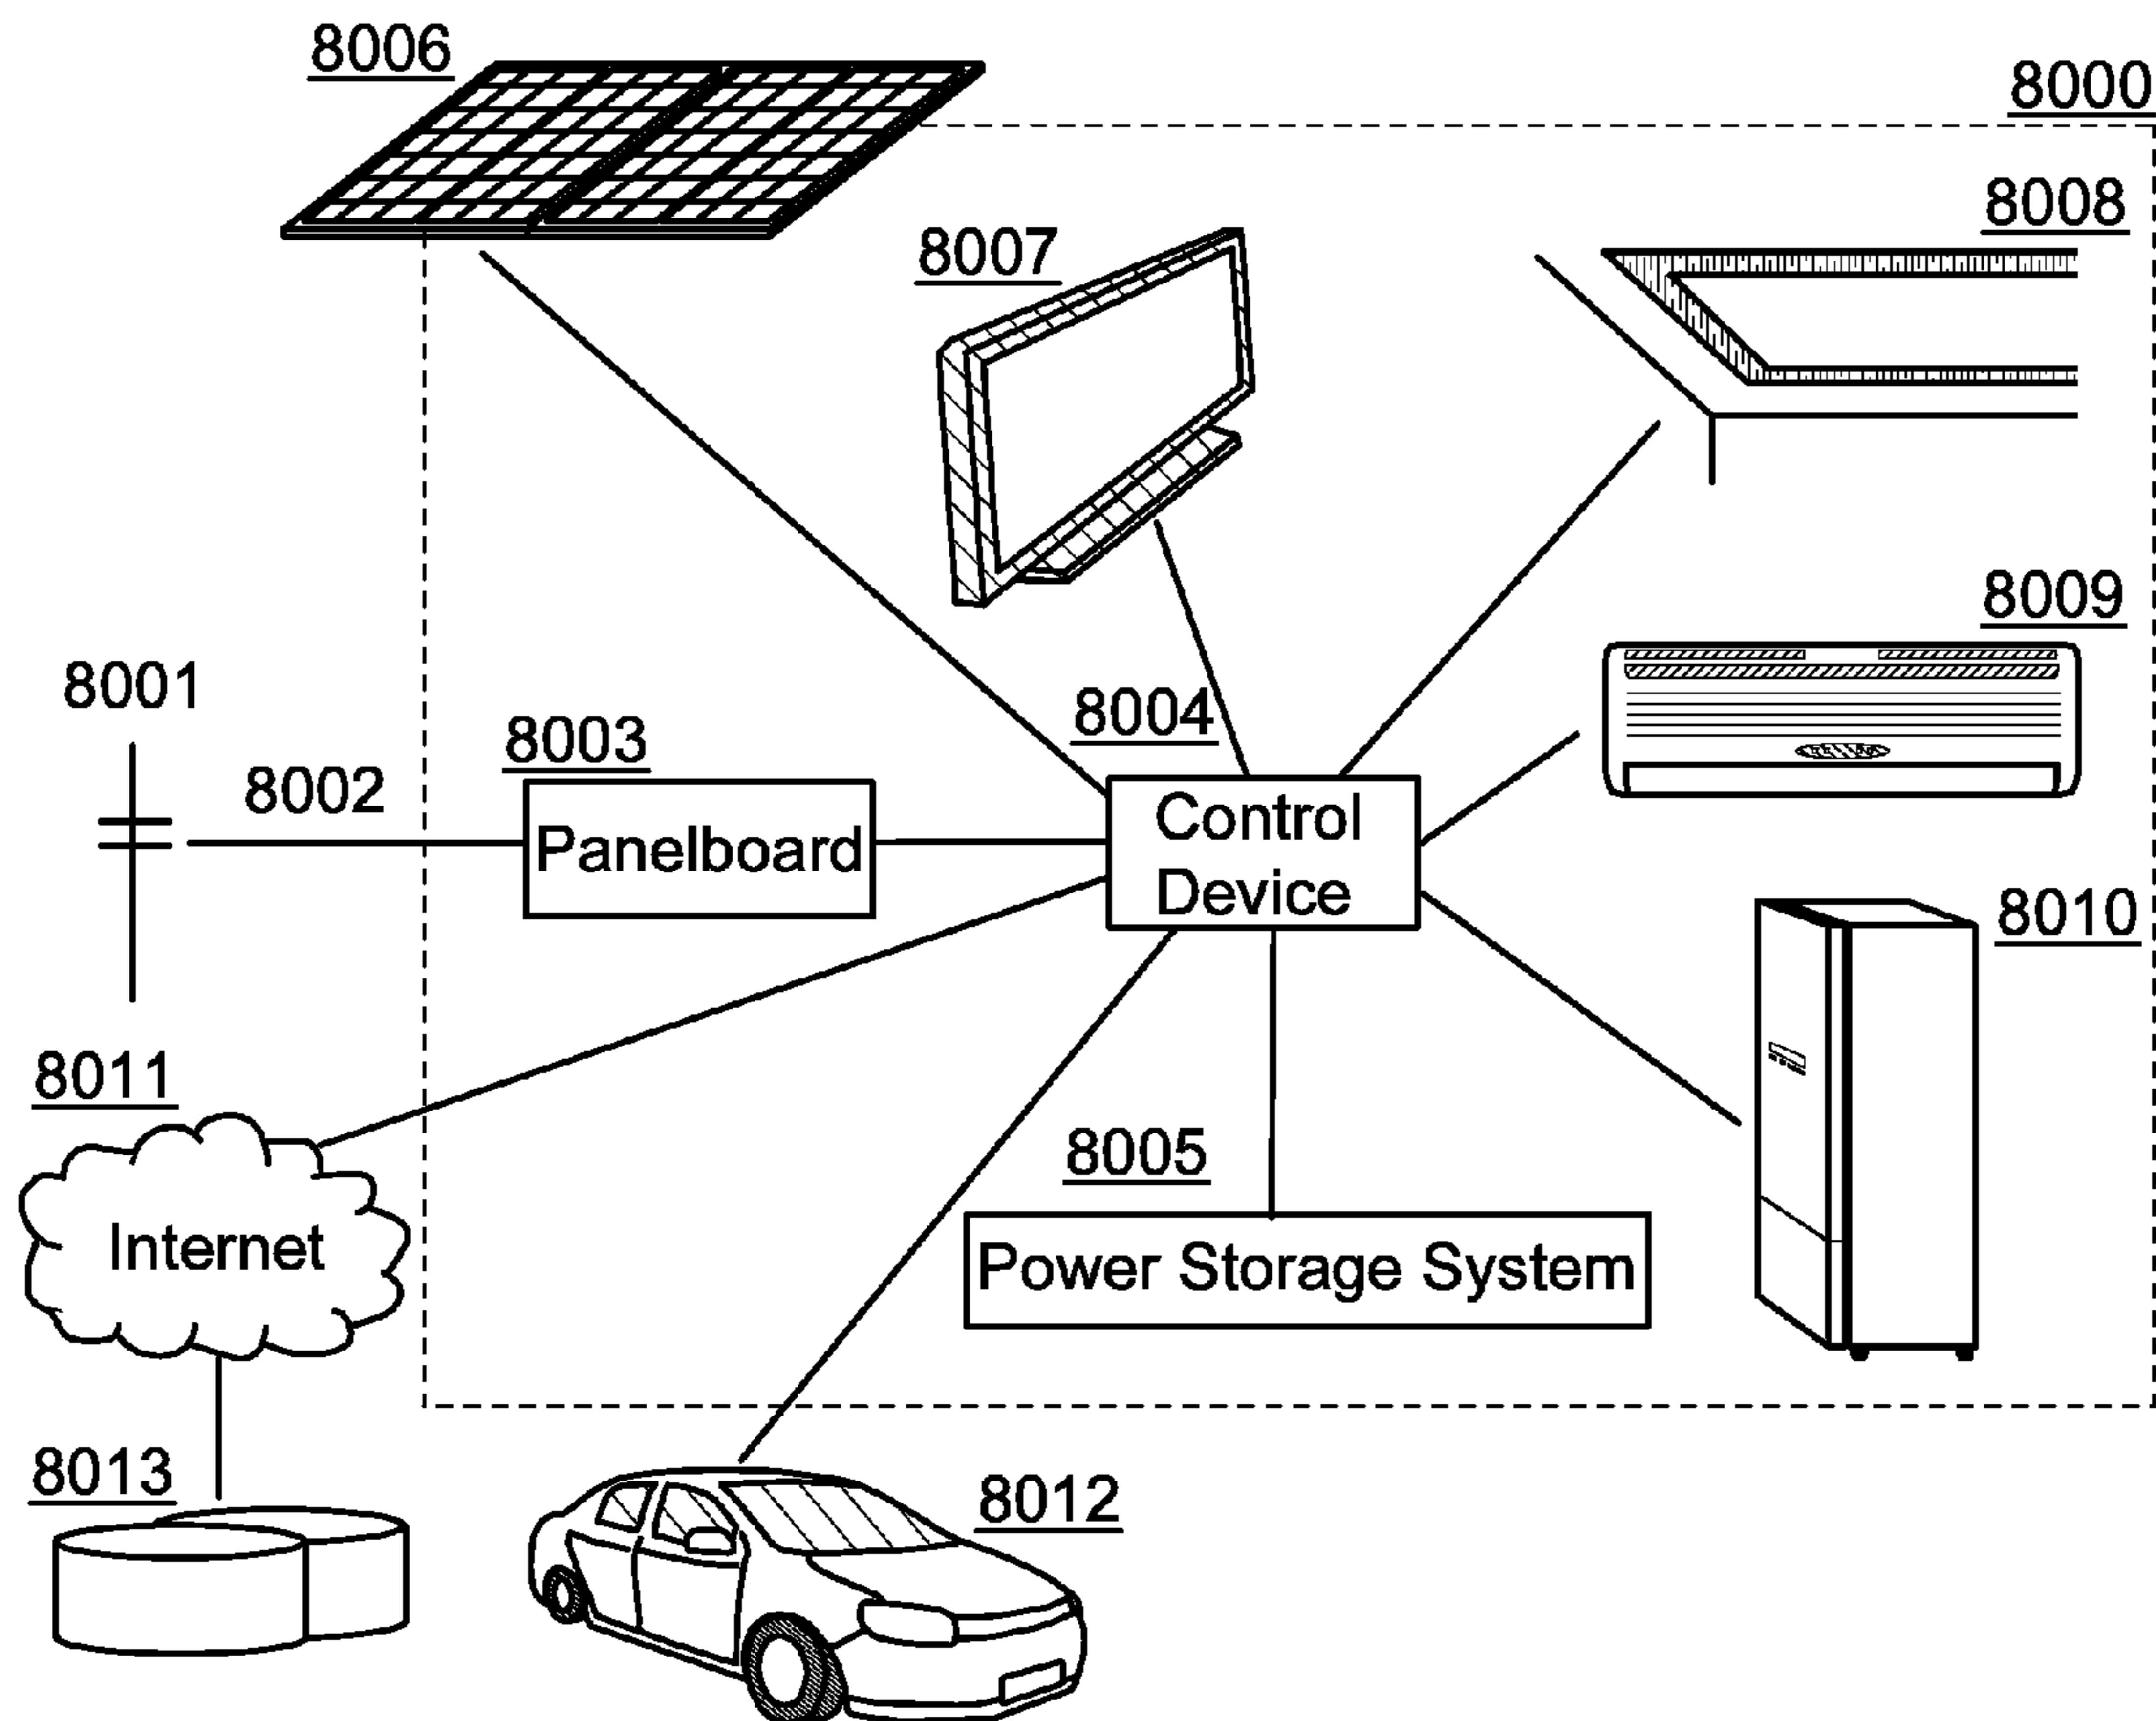 8006
8000
8008
8007
8009
8001
8004
8003
8002
Control
Device
Panelboard
8010
8011
8005
Internet
Power Storage System
8013
8012